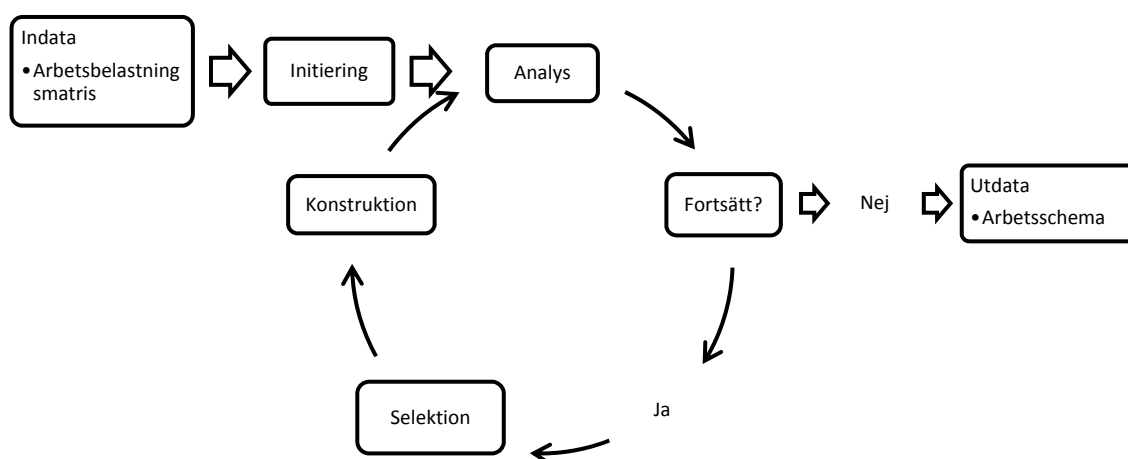 Indata
•Arbetsbelastning
smatris
Initiering
Analys
Konstruktion
Fortsätt?
Nej
Utdata
•Arbetsschema
Selektion
Ja